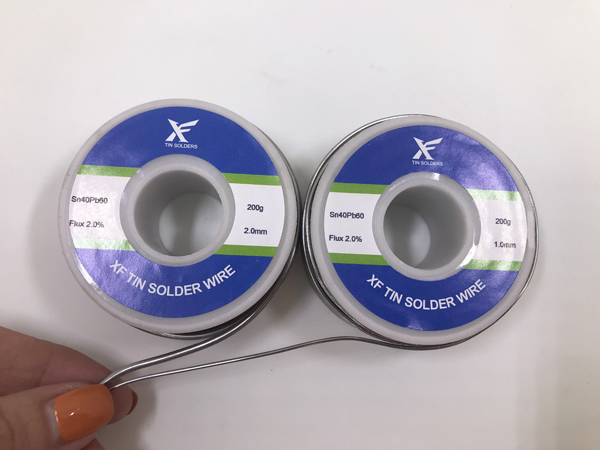 XF
TIN SOLDERS
Sn40Pb60
200g
Flux 2.0%
2.0mm
XF TIN SOLDER WIRE
XF
TIN SOLDERS
Sn40Pb60
200g
Flux 2.0%
1.0mm
XF TIN SOLDER WIRE